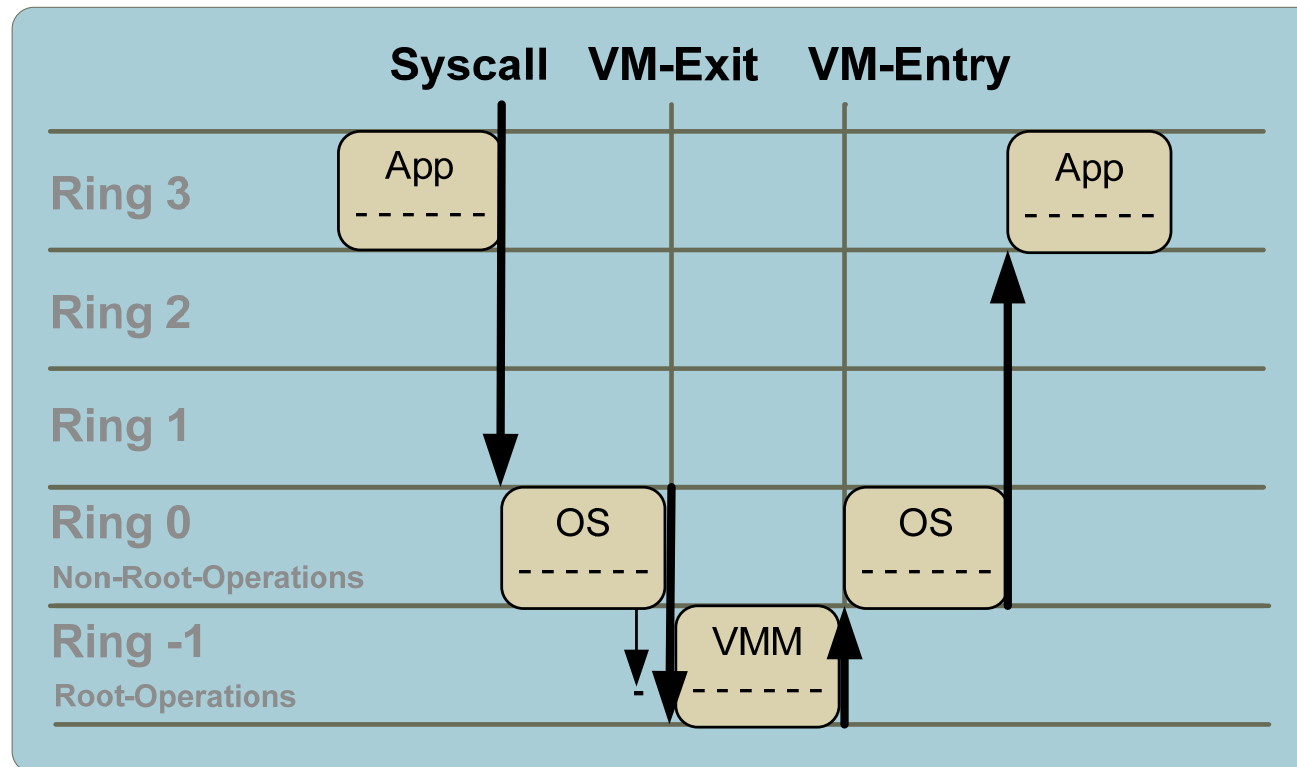 Syscall VM-Exit VM-Entry
Ring 3
App
App
Ring 2
Ring 1
Ring 0
Non-Root-Operations
OS
OS
Ring -1
Root-Operations
VMM